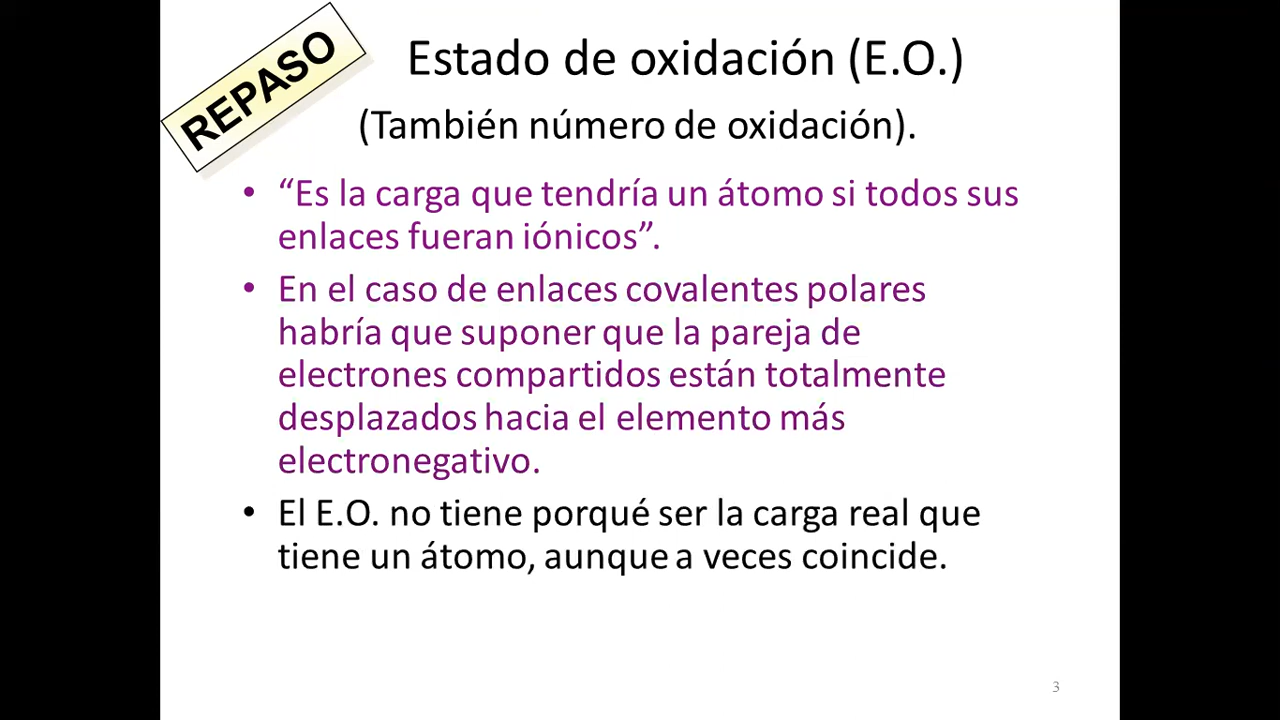 REPASO
Estado de oxidación (E.O.)
(También número de oxidación).
• “Es la carga que tendría un átomo si todos sus
enlaces fueran iónicos”.
• En el caso de enlaces covalentes polares
habría que suponer que la pareja de
electrones compartidos están totalmente
desplazados hacia el elemento más
electronegativo.
• El E.O. no tiene porqué ser la carga real que
tiene un átomo, aunque a veces coincide.
3